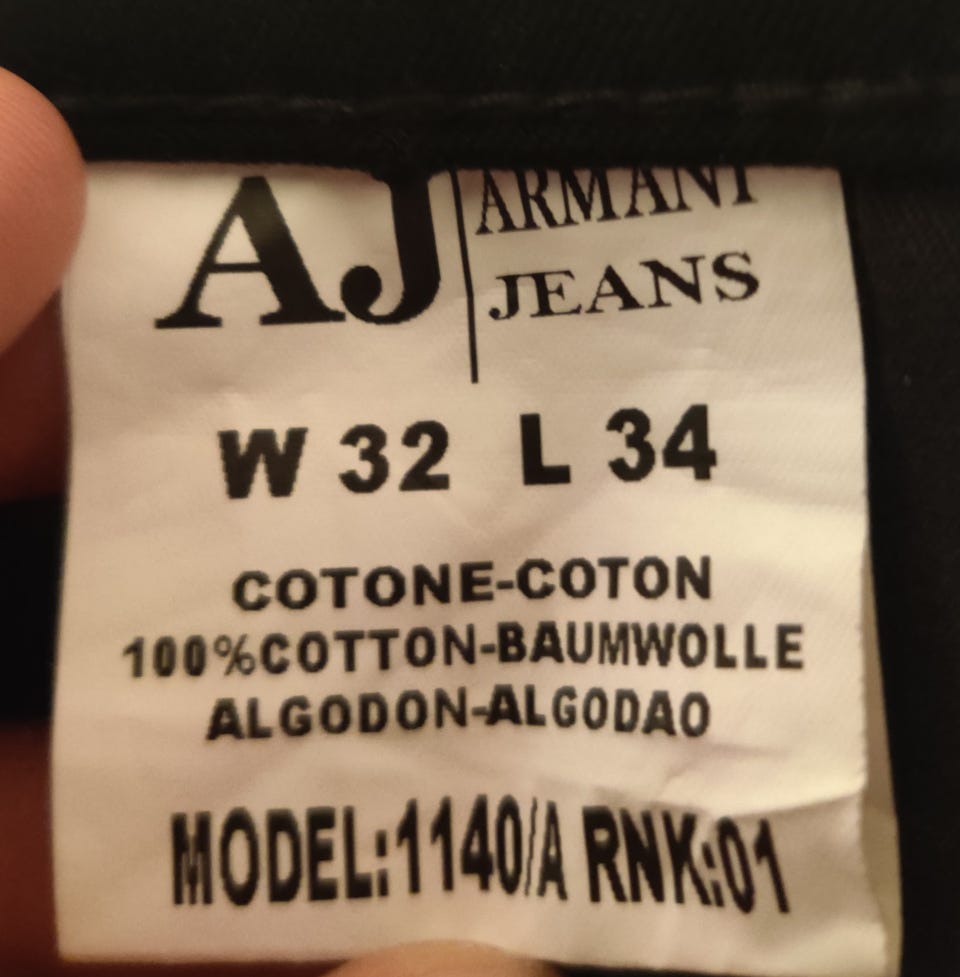 AJ ARMANI
JEANS
W 32 L 34
COTONE-COTON
100%COTTON-BAUMWOLLE
ALGODON-ALGODAO
MODEL:1140/A RNK:01